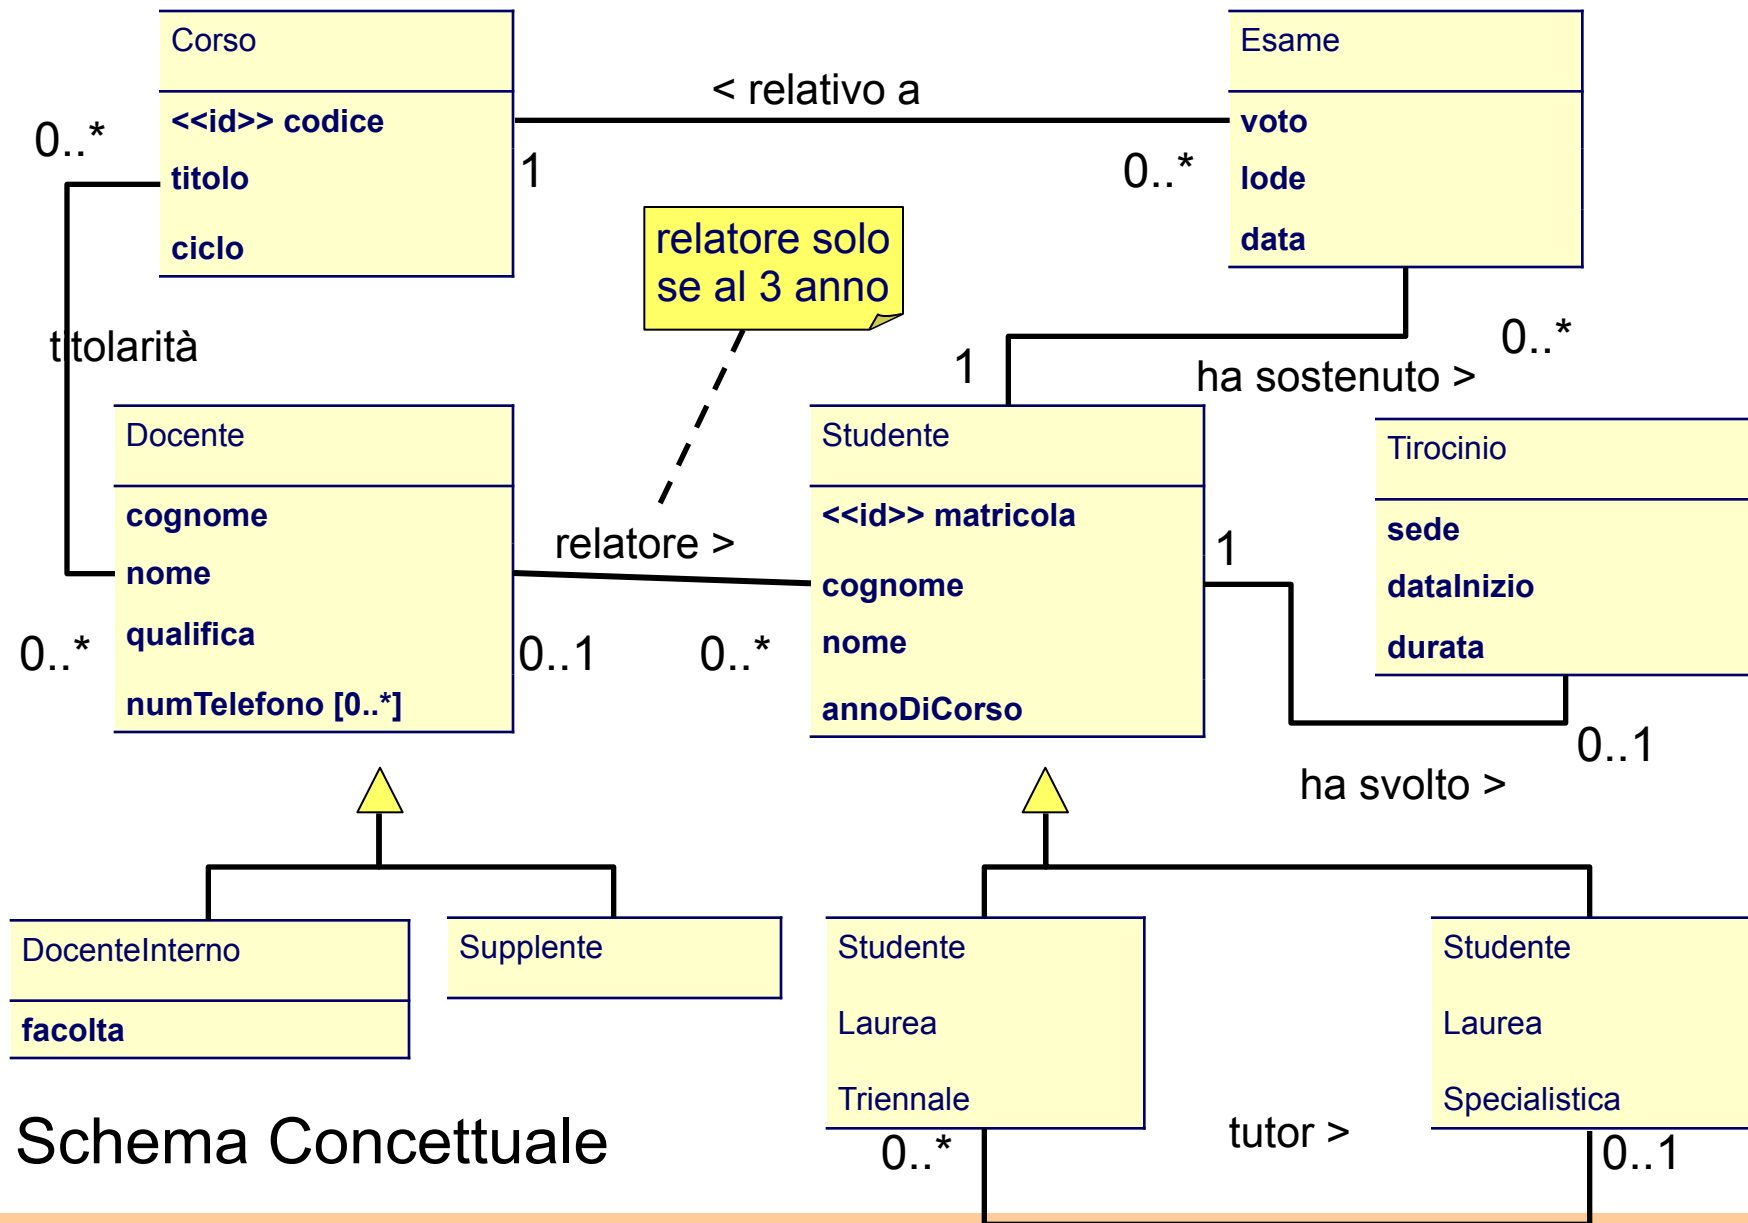 Corso
<<id>> codice
titolo
ciclo
0..*
1
< relativo a
0..*
Esame
voto
lode
data
relatore solo
se al 3 anno
titolarità
1
ha sostenuto >
0..*
Docente
cognome
nome
qualifica
numTelefono [0..*]
0..*
0..1
relatore >
0..*
Studente
<<id>> matricola
cognome
nome
annoDiCorso
1
Tirocinio
sede
dataInizio
durata
0..1
ha svolto >
DocenteInterno
facolta
Supplente
Studente
Laurea
Triennale
0..*
tutor >
Studente
Laurea
Specialistica
0..1
Schema Concettuale